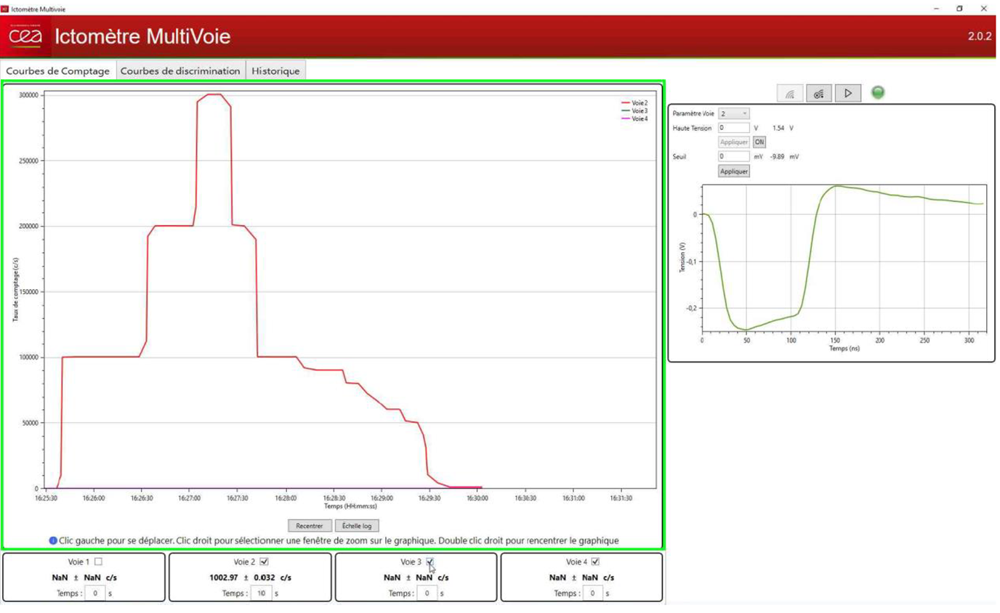 Ictomètre Multivoie
cea Ictomètre MultiVoie 2.0.2
Courbes de Comptage Courbes de discrimination Historique
300000
250000
200000
150000
100000
50000
0
Taux de comptage (c/s)
Voie2
Voie3
Voie4
16:25:30 16:26:00 16:26:30 16:27:00 16:27:30 16:28:00 16:28:30 16:29:00 16:29:30 16:30:00 16:30:30 16:31:00 16:31:30
Temps (HH:mm:ss)
Recentrer Échelle log
Clic gauche pour se déplacer. Clic droit pour sélectionner une fenêtre de zoom sur le graphique. Double clic droit pour rencentrer le graphique
Voie 1
NaN ± NaN c/s
Temps : 0 s
Voie 2
1002.97 ± 0.032 c/s
Temps : 10 s
Voie 3
NaN ± NaN c/s
Temps : 0 s
Voie 4
NaN ± NaN c/s
Temps : 0 s
Paramètre Voie 2
Haute Tension 0 V 1.54 V
Appliquer ON
Seuil 0 mV -9.89 mV
Appliquer
0
-0,1
-0,2
Tension (V)
0 50 100 150 200 250 300
Temps (ns)